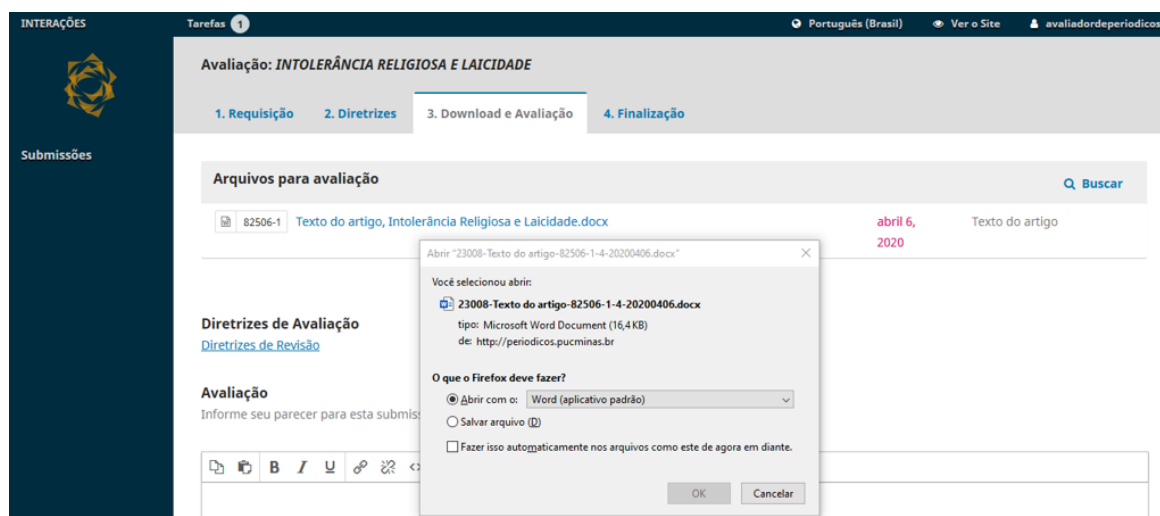 INTERAÇÕES
Tarefas 1
Português (Brasil)
Ver o Site
avaliadordeperiodicos
Avaliação: INTOLERÂNCIA RELIGIOSA E LAICIDADE
1. Requisição
2. Diretrizes
3. Download e Avaliação
4. Finalização
Submissões
Arquivos para avaliação
Buscar
82506-1
Texto do artigo, Intolerância Religiosa e Laicidade.docx
abril 6,
2020
Texto do artigo
Abrir "23008-Texto do artigo-82506-1-4-20200406.docx"
Você selecionou abrir:
23008-Texto do artigo-82506-1-4-20200406.docx
tipo: Microsoft Word Document (16,4 KB)
de: http://periodicos.pucminas.br
O que o Firefox deve fazer?
Abrir com o:
Word (aplicativo padrão)
Salvar arquivo (D)
Fazer isso automaticamente nos arquivos como este de agora em diante.
OK
Cancelar
Diretrizes de Avaliação
Diretrizes de Revisão
Avaliação
Informe seu parecer para esta submis
B I U